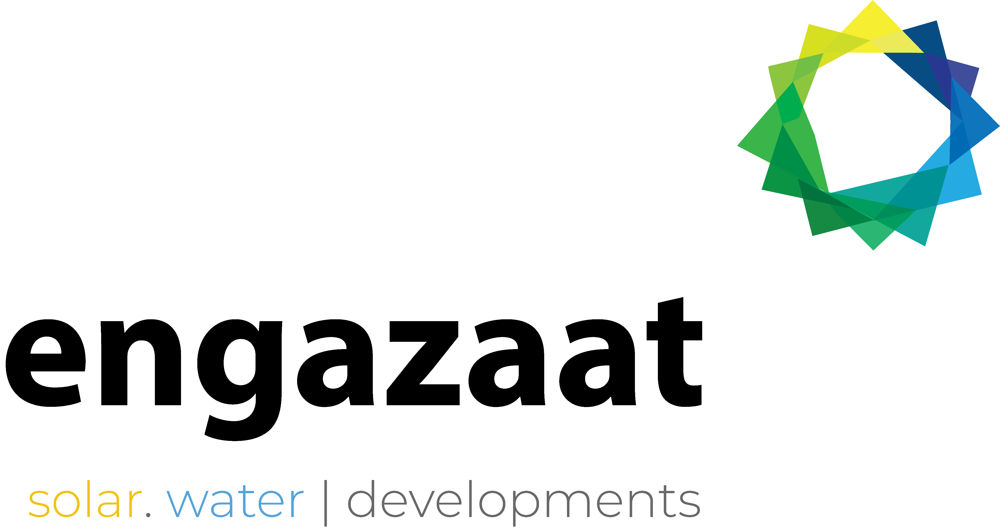 engazaat
solar. water | developments